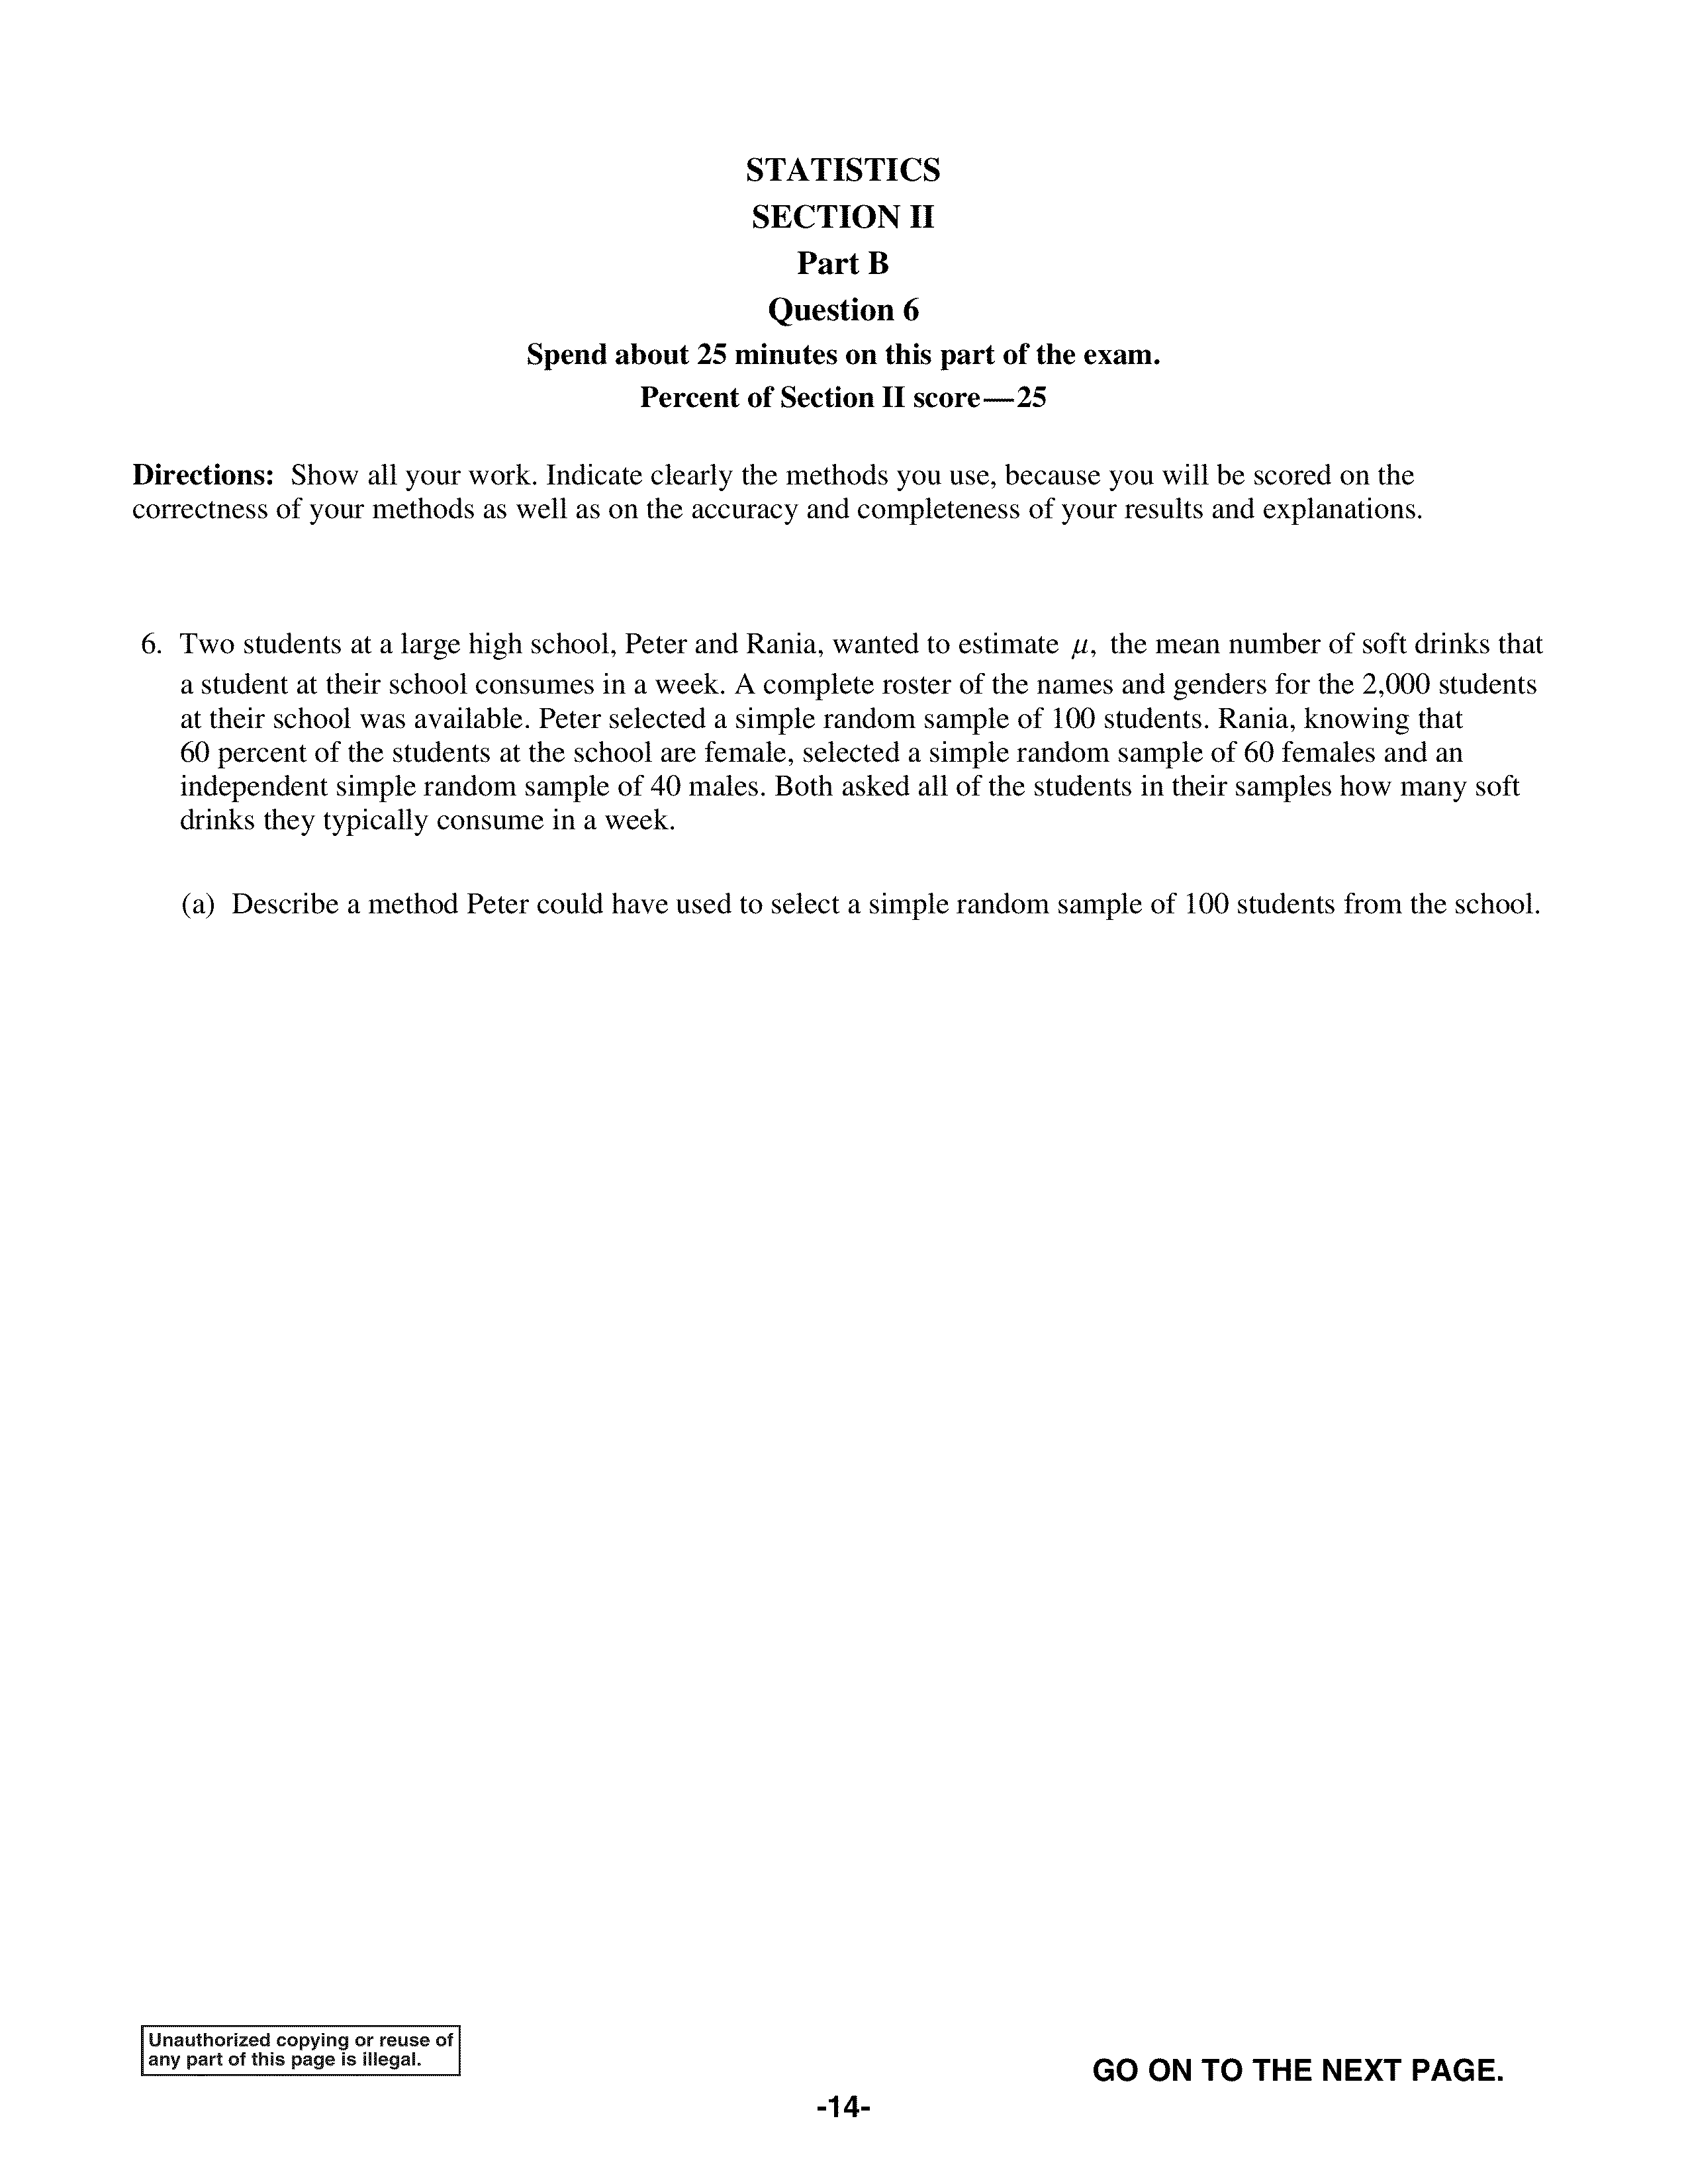 STATISTICS
SECTION II
Part B
Question 6
Spend about 25 minutes on this part of the exam.
Percent of Section II score—25
Directions: Show all your work. Indicate clearly the methods you use, because you will be scored on the
correctness of your methods as well as on the accuracy and completeness of your results and explanations.
6. Two students at a large high school, Peter and Rania, wanted to estimate μ, the mean number of soft drinks that
a student at their school consumes in a week. A complete roster of the names and genders for the 2,000 students
at their school was available. Peter selected a simple random sample of 100 students. Rania, knowing that
60 percent of the students at the school are female, selected a simple random sample of 60 females and an
independent simple random sample of 40 males. Both asked all of the students in their samples how many soft
drinks they typically consume in a week.
(a) Describe a method Peter could have used to select a simple random sample of 100 students from the school.
Unauthorized copying or reuse of
any part of this page is illegal.
GO ON TO THE NEXT PAGE.
-14-